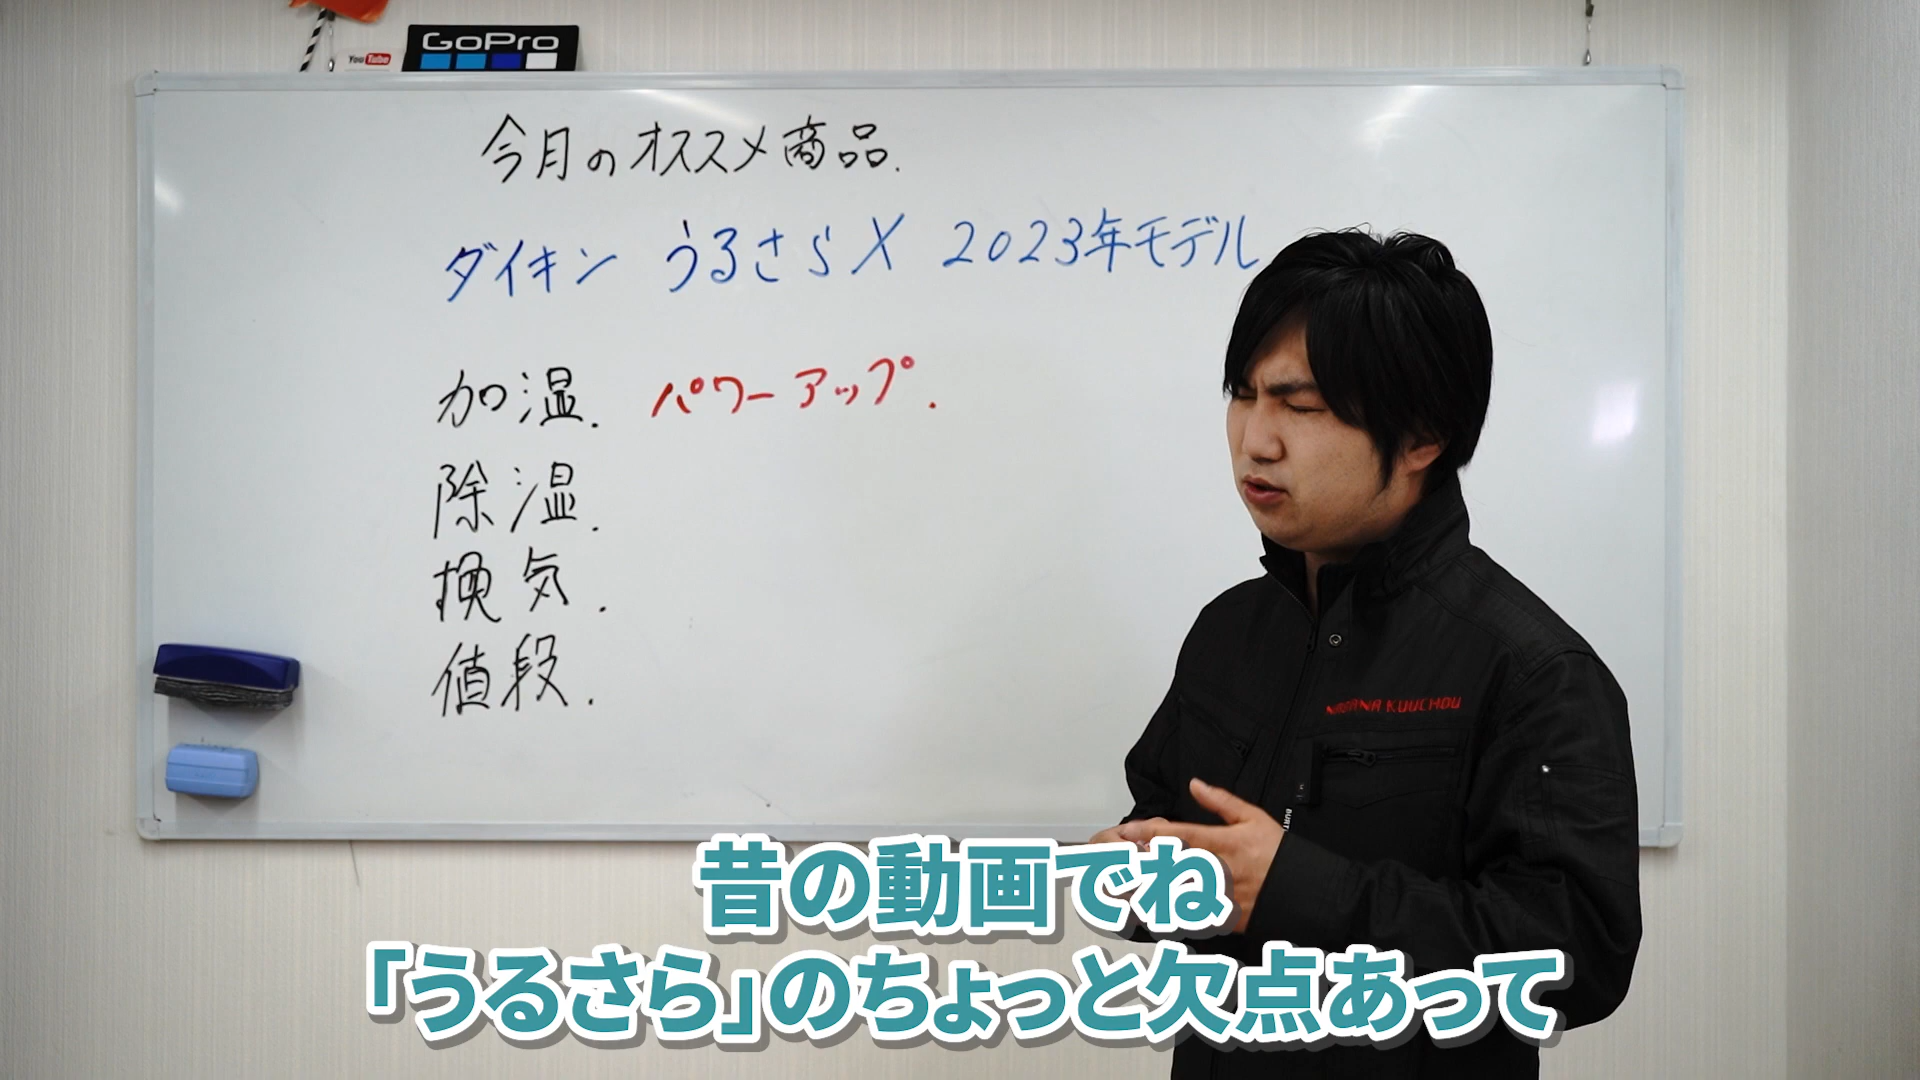 GoPro
YouTube
今月のオススメ商品.
ダイキン うるさらX 2023年モデル
加温. パワーアップ.
除温.
換気.
値段.
KUUCHOU
昔の動画でね
「うるさら」のちょっと欠点あって